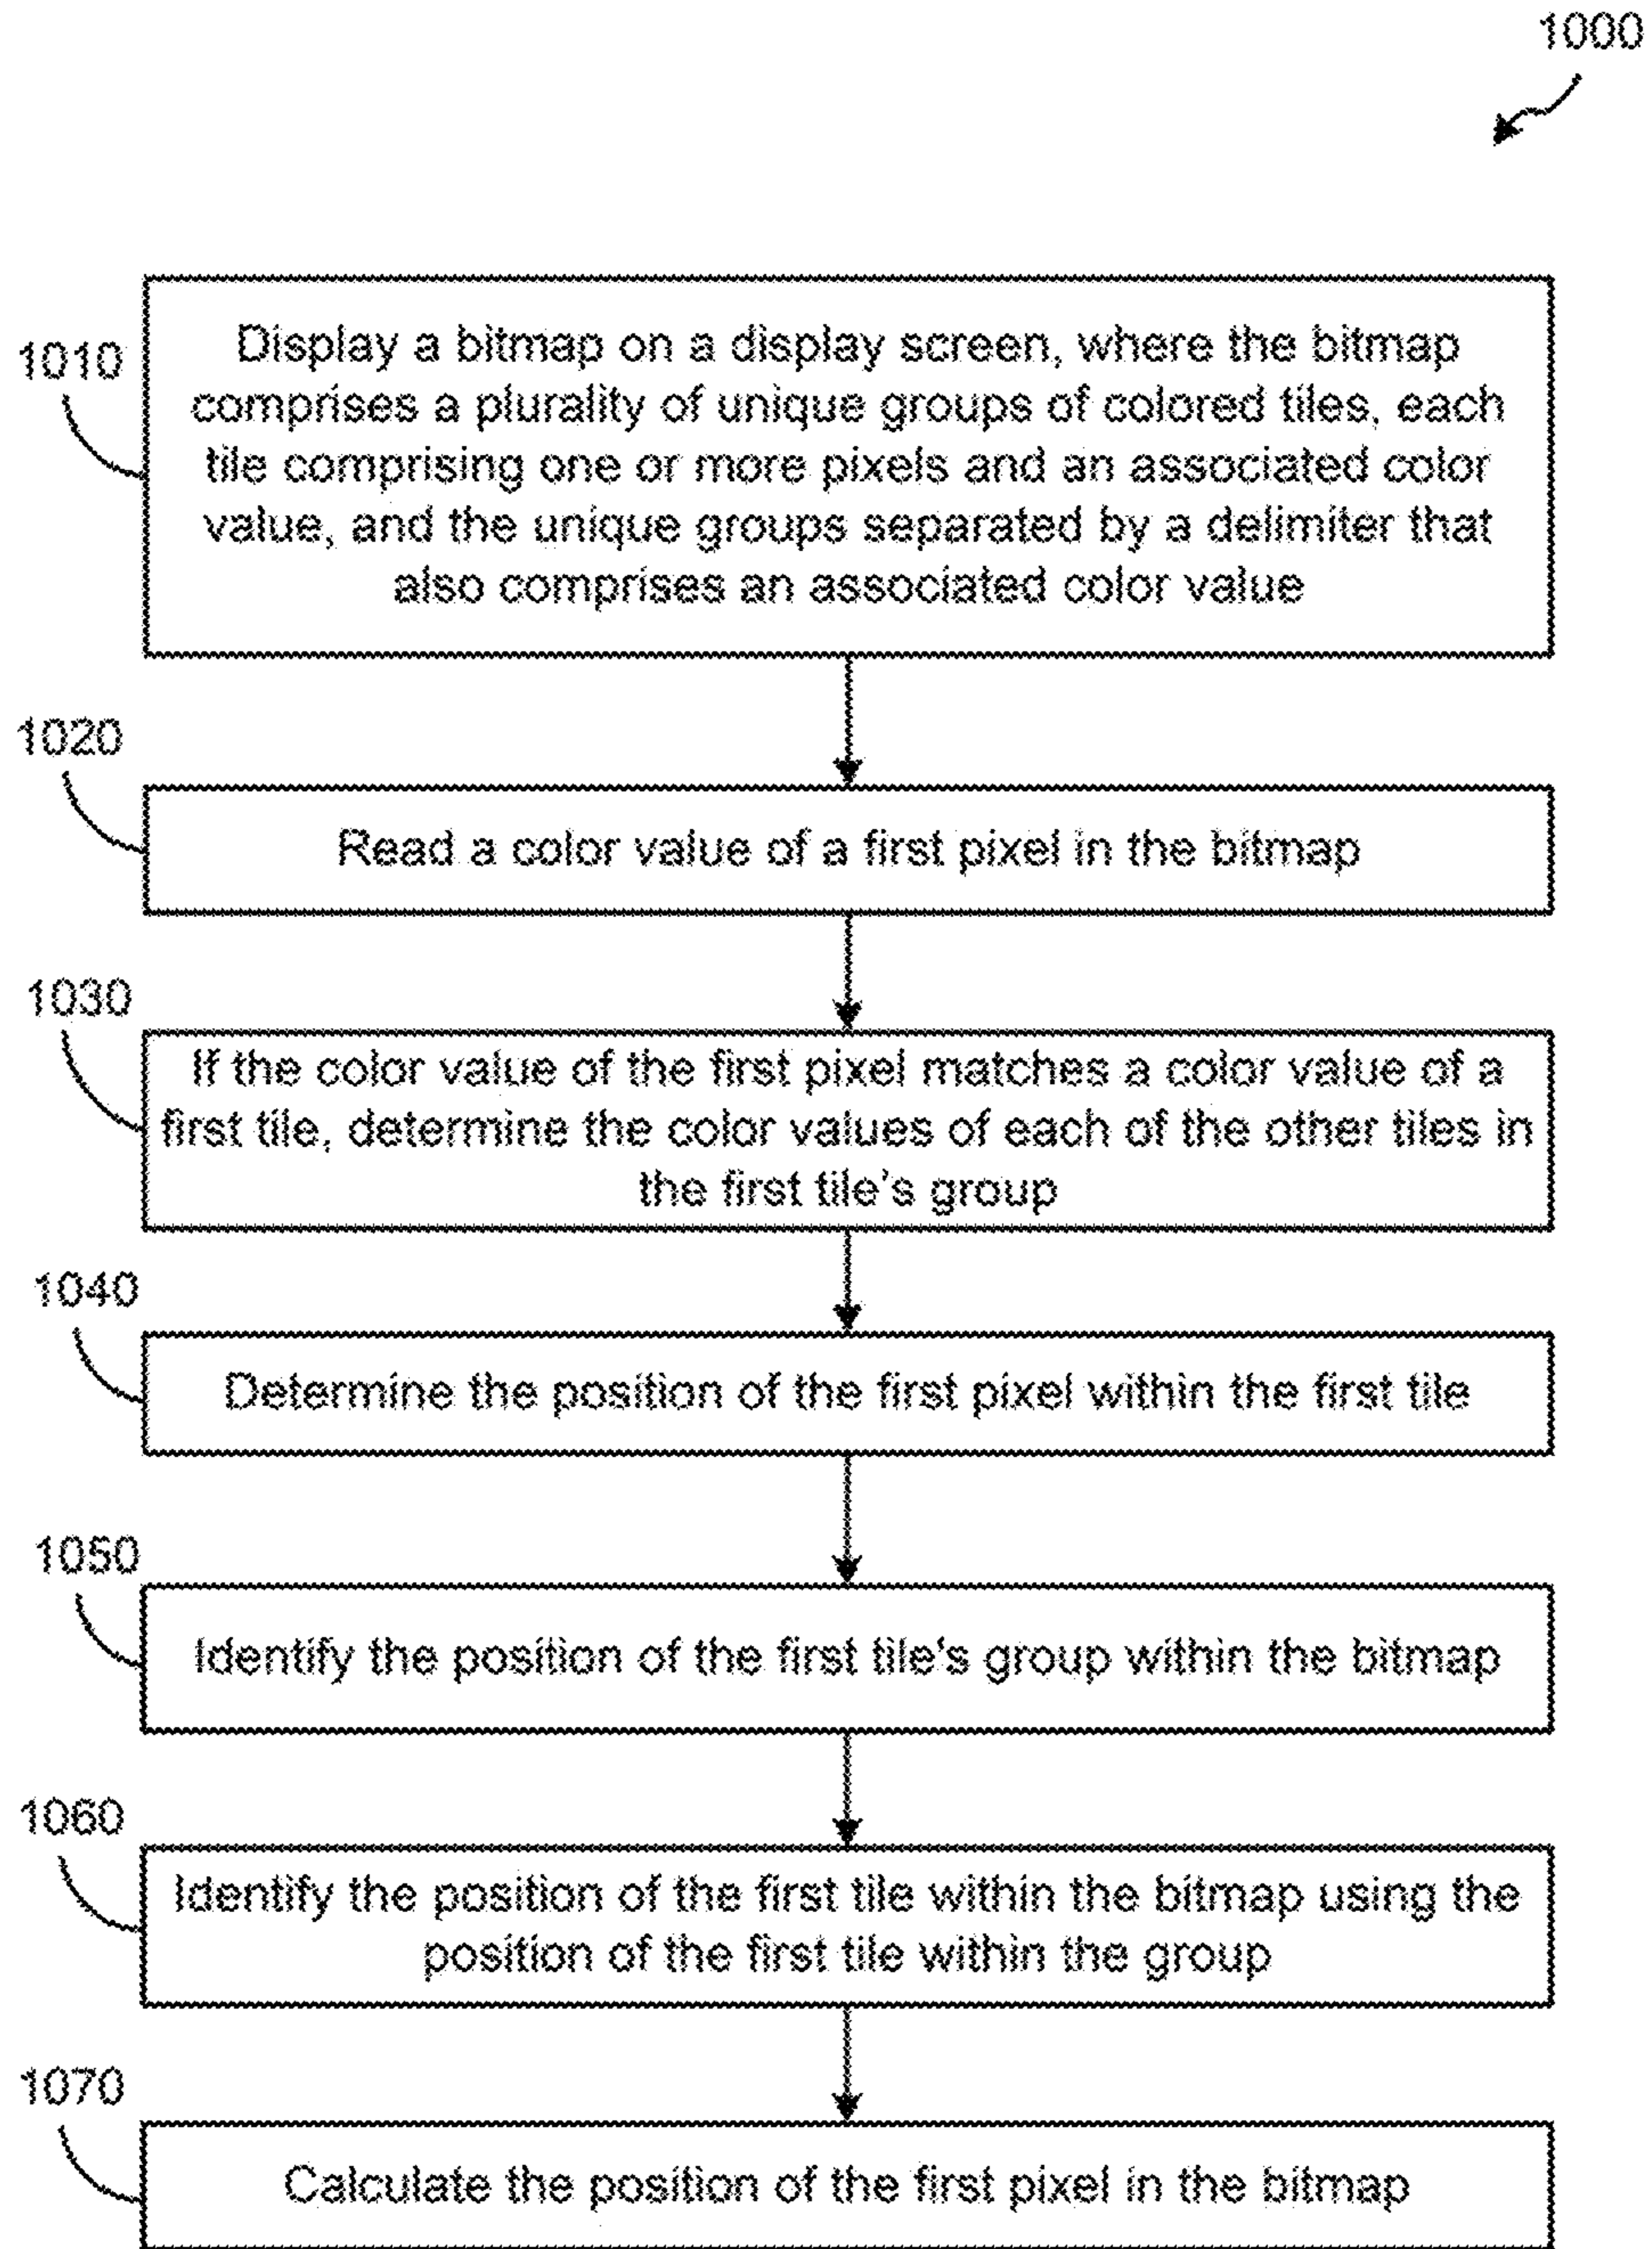 1000
1010
Display a bitmap on a display screen, where the bitmap
comprises a plurality of unique groups of colored tiles, each
tile comprising one or more pixels and an associated color
value, and the unique groups separated by a delimiter that
also comprises an associated color value
1020
Read a color value of a first pixel in the bitmap
1030
If the color value of the first pixel matches a color value of a
first tile, determine the color values of each of the other tiles in
the first tile's group
1040
Determine the position of the first pixel within the first tile
1050
Identify the position of the first tile's group within the bitmap
1060
Identify the position of the first tile within the bitmap using the
position of the first tile within the group
1070
Calculate the position of the first pixel in the bitmap